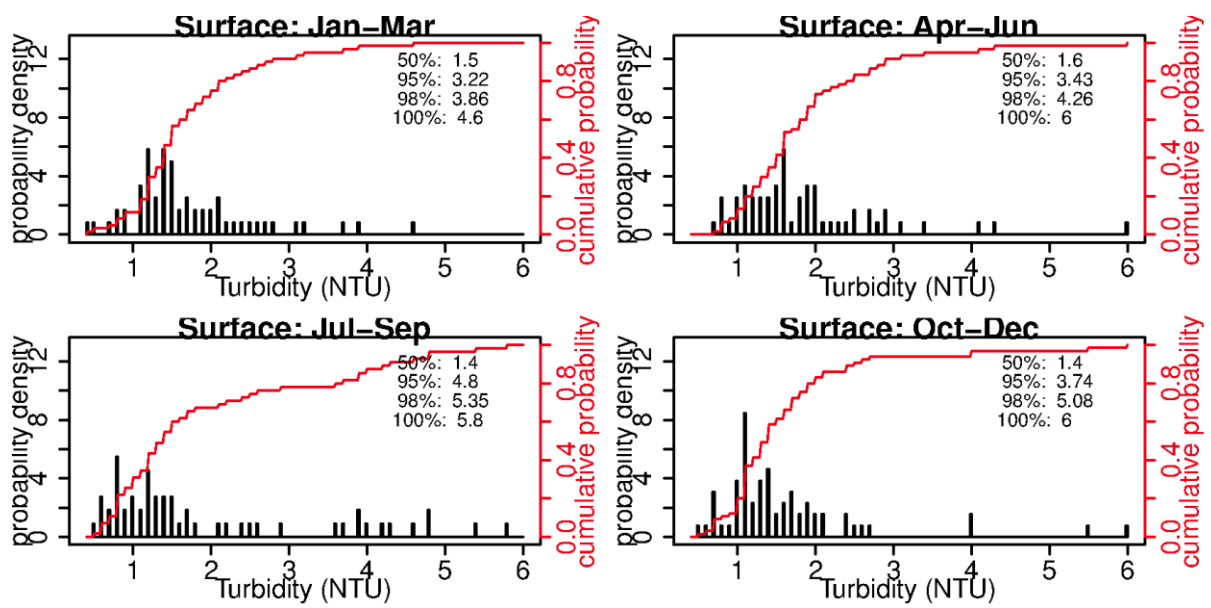 Surface: Jan-Mar
probability density
0 4 8 12
50%: 1.5
95%: 3.22
98%: 3.86
100%: 4.6
0.0 0.4 0.8
cumulative probability
1 2 3 4 5 6
Turbidity (NTU)
Surface: Apr-Jun
probability density
0 4 8 12
50%: 1.6
95%: 3.43
98%: 4.26
100%: 6
0.0 0.4 0.8
cumulative probability
1 2 3 4 5 6
Turbidity (NTU)
Surface: Jul-Sep
probability density
0 4 8 12
50%: 1.4
95%: 4.8
98%: 5.35
100%: 5.8
0.0 0.4 0.8
cumulative probability
1 2 3 4 5 6
Turbidity (NTU)
Surface: Oct-Dec
probability density
0 4 8 12
50%: 1.4
95%: 3.74
98%: 5.08
100%: 6
0.0 0.4 0.8
cumulative probability
1 2 3 4 5 6
Turbidity (NTU)